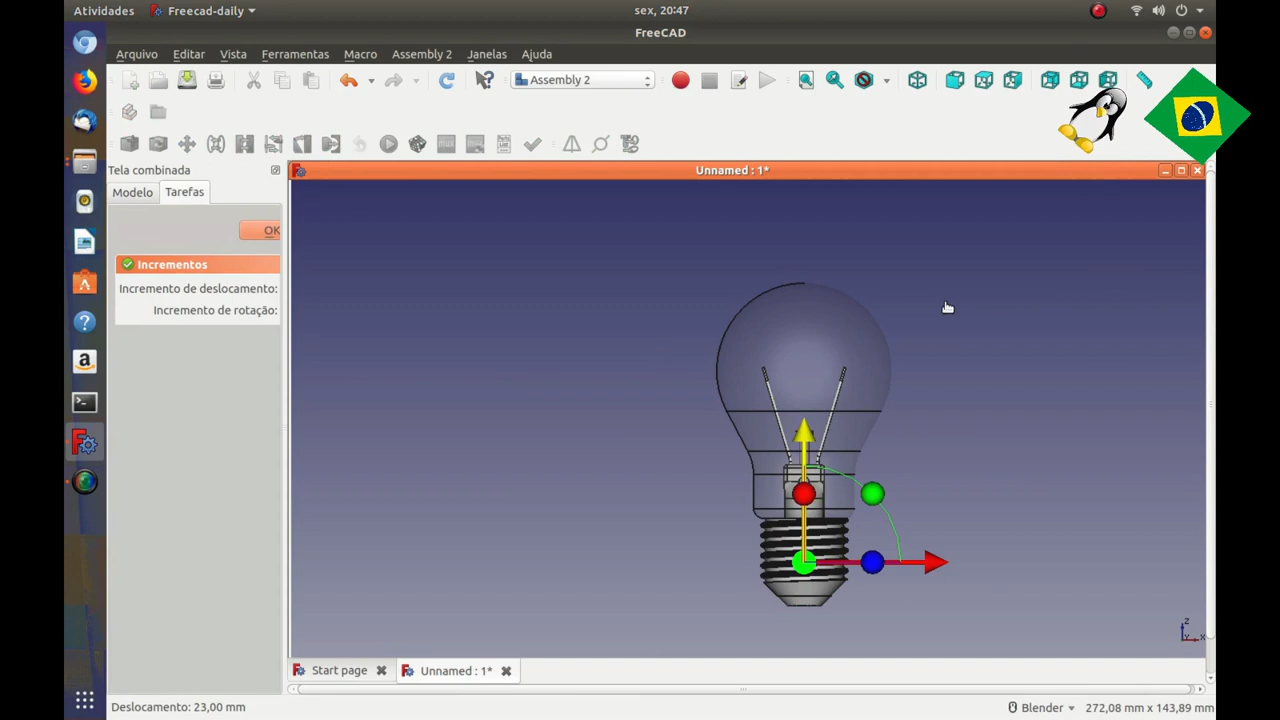 Atividades Freecad-daily sex, 20:47
FreeCAD
Arquivo Editar Vista Ferramentas Macro Assembly 2 Janelas Ajuda
Assembly 2
Tela combinada Unnamed : 1*
Modelo Tarefas
OK
Incrementos
Incremento de deslocamento:
Incremento de rotação:
Z
Y X
Start page Unnamed : 1*
Deslocamento: 23,00 mm Blender 272,08 mm x 143,89 mm